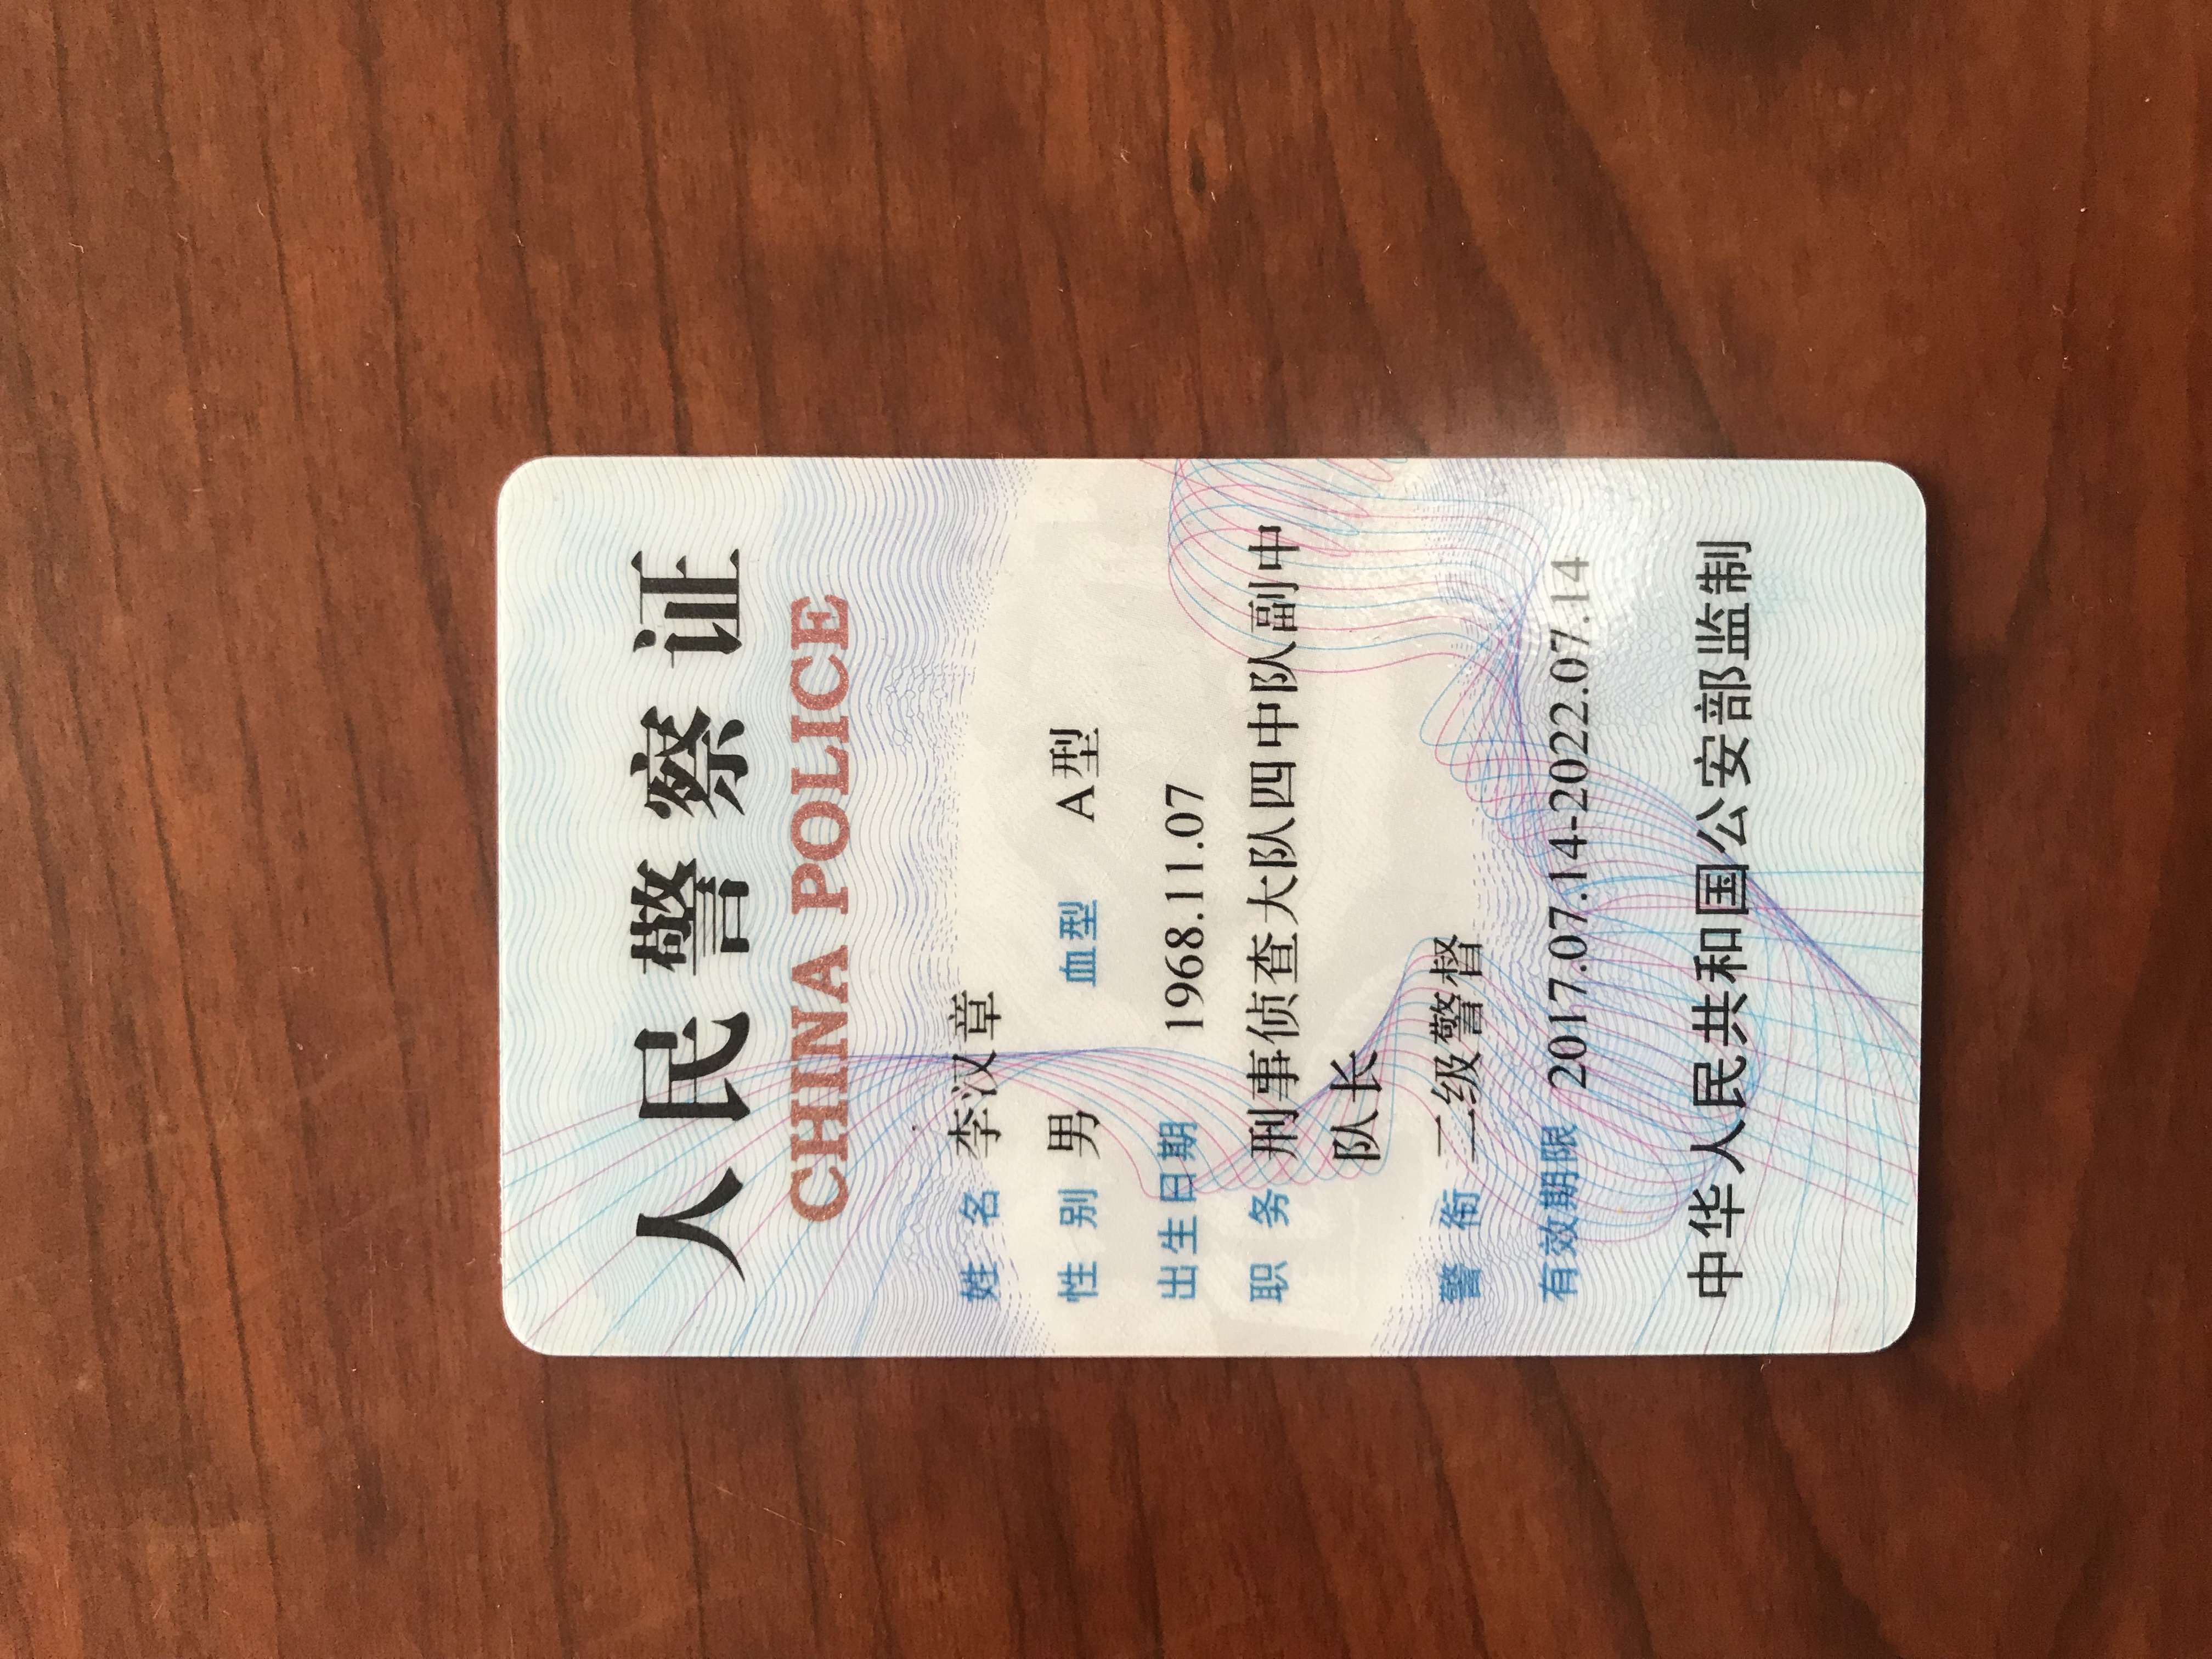 人民警察证
CHINA POLICE
姓 名 李汉章
性 别 男 血型 A型
出生日期 1968.11.07
职 务 刑事侦查大队四中队副中
队长
警 衔 二级警督
有效期限 2017.07.14-2022.07.14
中华人民共和国公安部监制